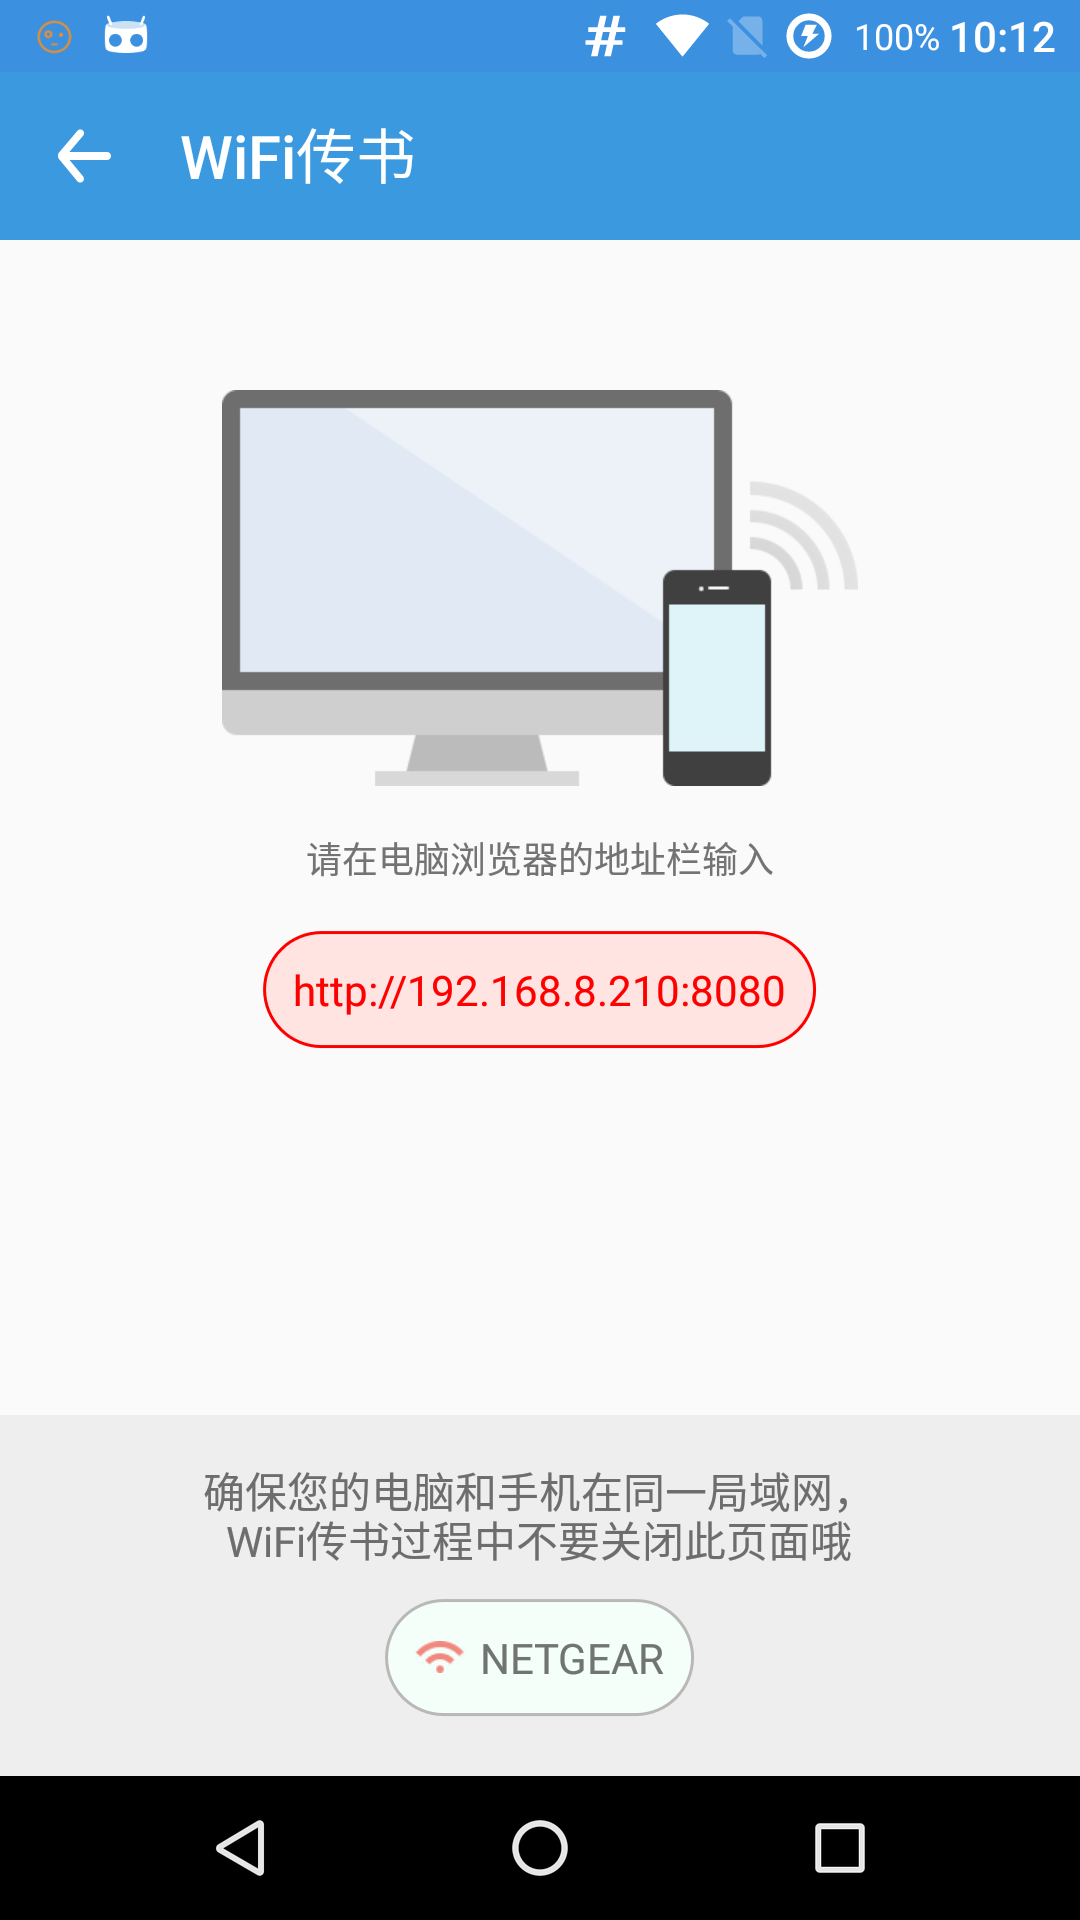 # 100% 10:12
WiFi传书
请在电脑浏览器的地址栏输入
http://192.168.8.210:8080
确保您的电脑和手机在同一局域网，
WiFi传书过程中不要关闭此页面哦
NETGEAR